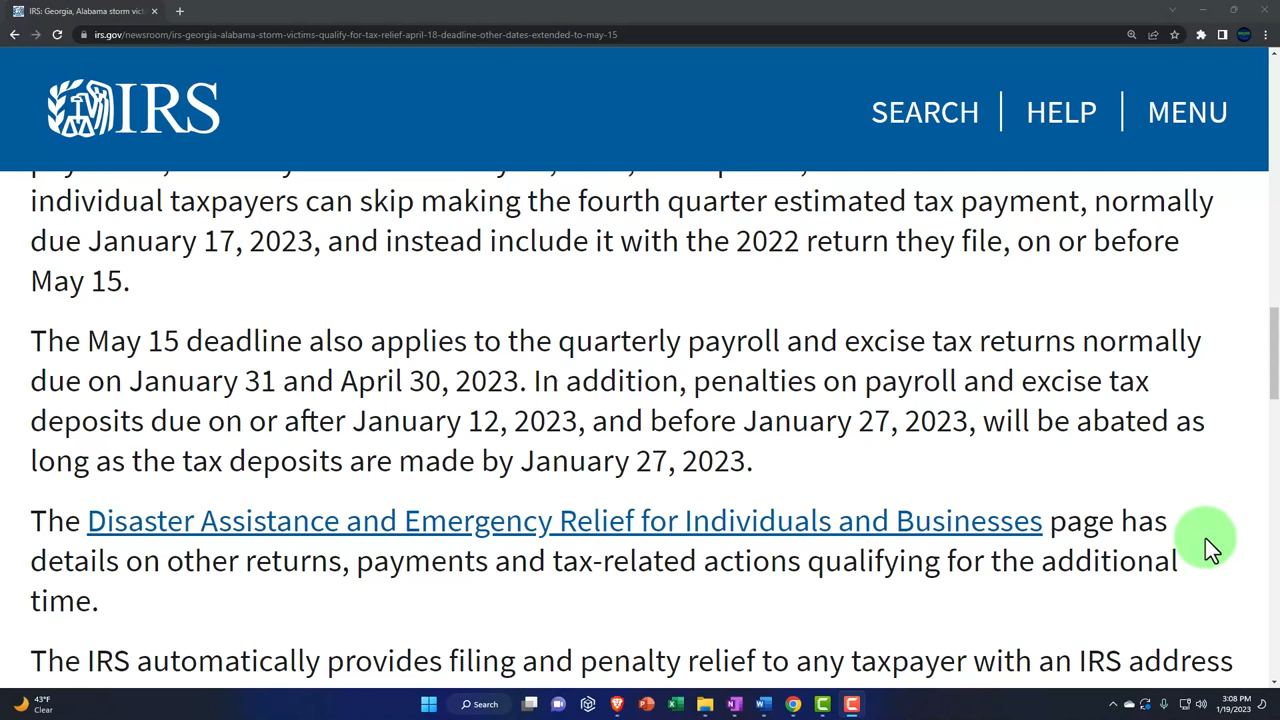 IRS: Georgia, Alabama storm vict
irs.gov/newsroom/irs-georgia-alabama-storm-victims-qualify-for-tax-relief-april-18-deadline-other-dates-extended-to-may-15
IRS
SEARCH
HELP
MENU
individual taxpayers can skip making the fourth quarter estimated tax payment, normally
due January 17, 2023, and instead include it with the 2022 return they file, on or before
May 15.
The May 15 deadline also applies to the quarterly payroll and excise tax returns normally
due on January 31 and April 30, 2023. In addition, penalties on payroll and excise tax
deposits due on or after January 12, 2023, and before January 27, 2023, will be abated as
long as the tax deposits are made by January 27, 2023.
The Disaster Assistance and Emergency Relief for Individuals and Businesses page has
details on other returns, payments and tax-related actions qualifying for the additional
time.
The IRS automatically provides filing and penalty relief to any taxpayer with an IRS address
43°F
Clear
Search
3:08 PM
1/19/2023